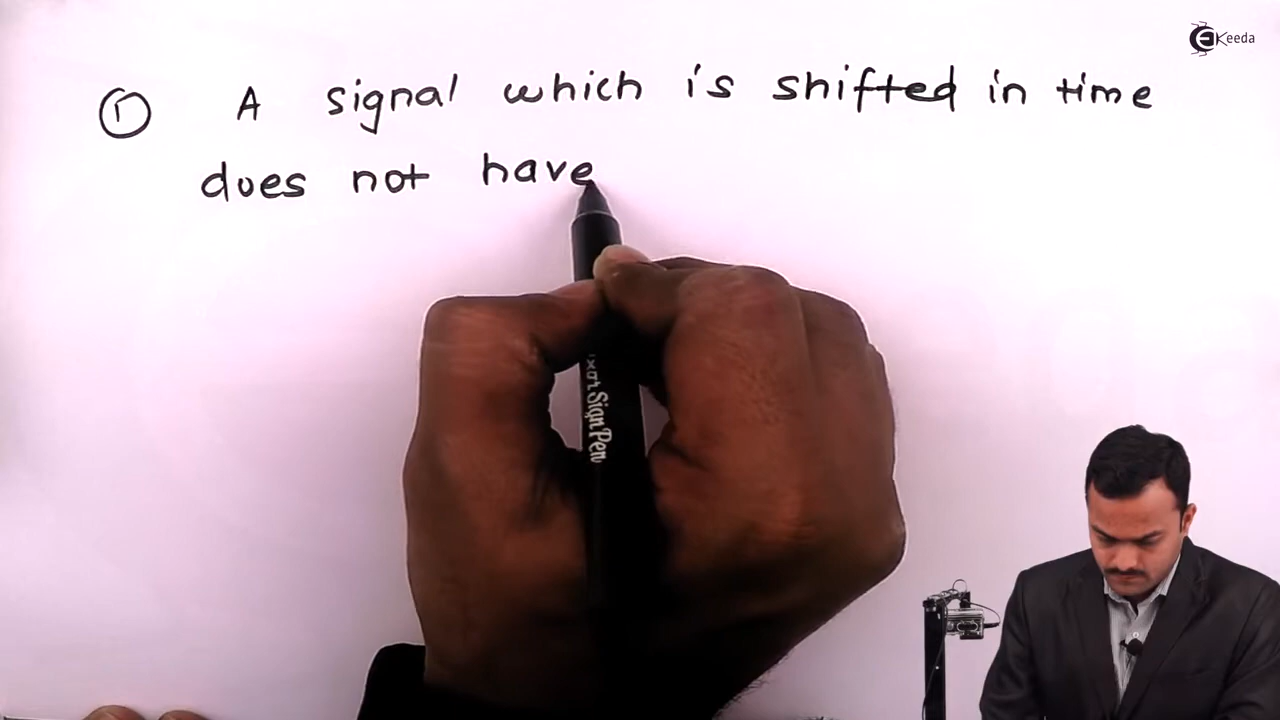 Keeda
① A signal which is shifted in time
does not have
Sign Pen